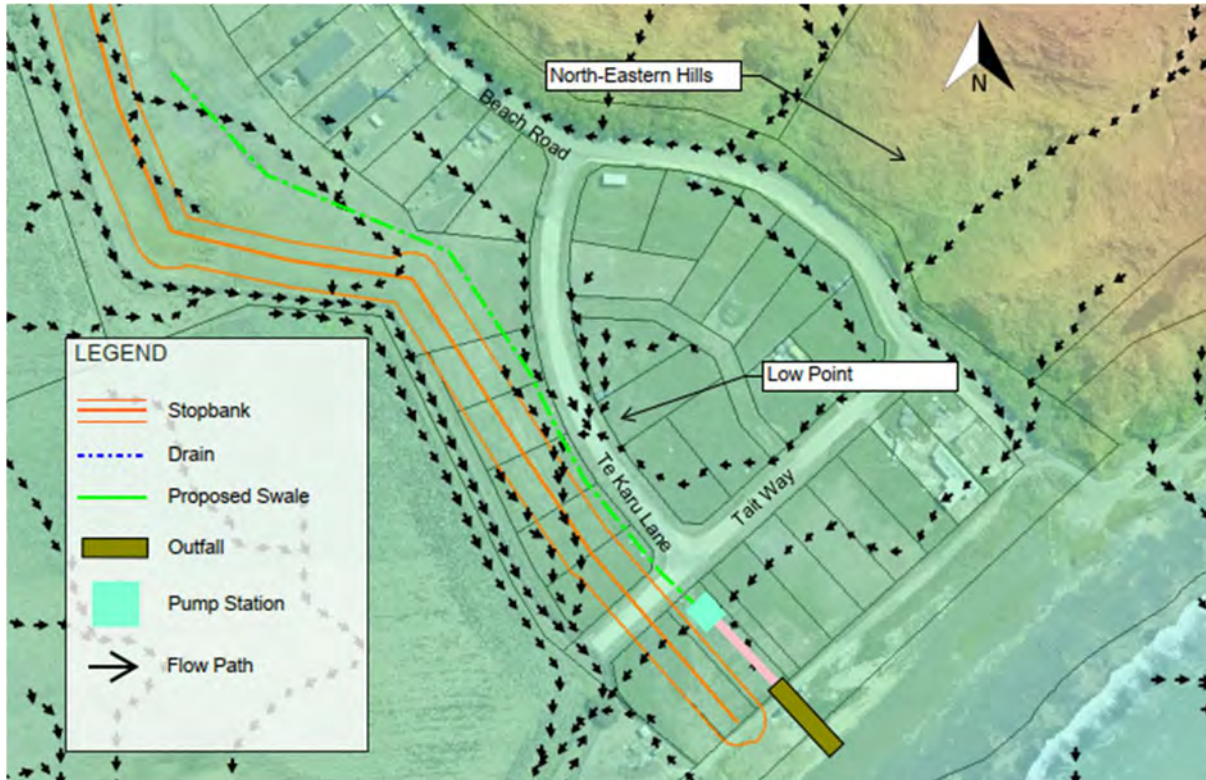 North-Eastern Hills
N
Beach Road
Low Point
Te Karu Lane
Tait Way
LEGEND
Stopbank
Drain
Proposed Swale
Outfall
Pump Station
Flow Path